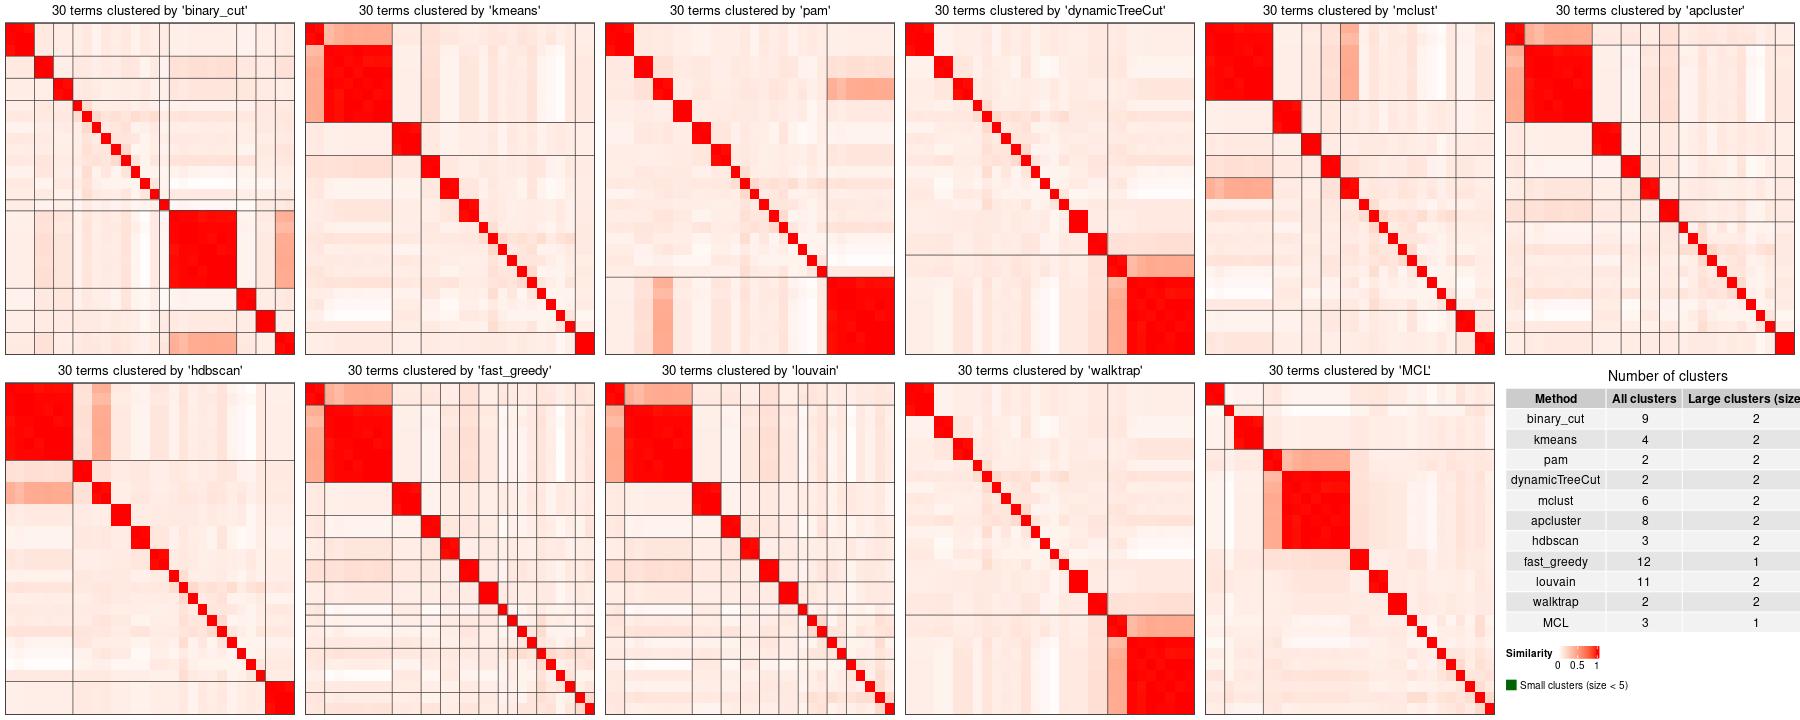 30 terms clustered by 'binary_cut'
30 terms clustered by 'kmeans'
30 terms clustered by 'pam'
30 terms clustered by 'dynamicTreeCut'
30 terms clustered by 'mclust'
30 terms clustered by 'apcluster'
30 terms clustered by 'hdbscan'
30 terms clustered by 'fast_greedy'
30 terms clustered by 'louvain'
30 terms clustered by 'walktrap'
30 terms clustered by 'MCL'
Number of clusters
Method All clusters Large clusters (size
binary_cut 9 2
kmeans 4 2
pam 2 2
dynamicTreeCut 2 2
mclust 6 2
apcluster 8 2
hdbscan 3 2
fast_greedy 12 1
louvain 11 2
walktrap 2 2
MCL 3 1
Similarity
0 0.5 1
Small clusters (size < 5)